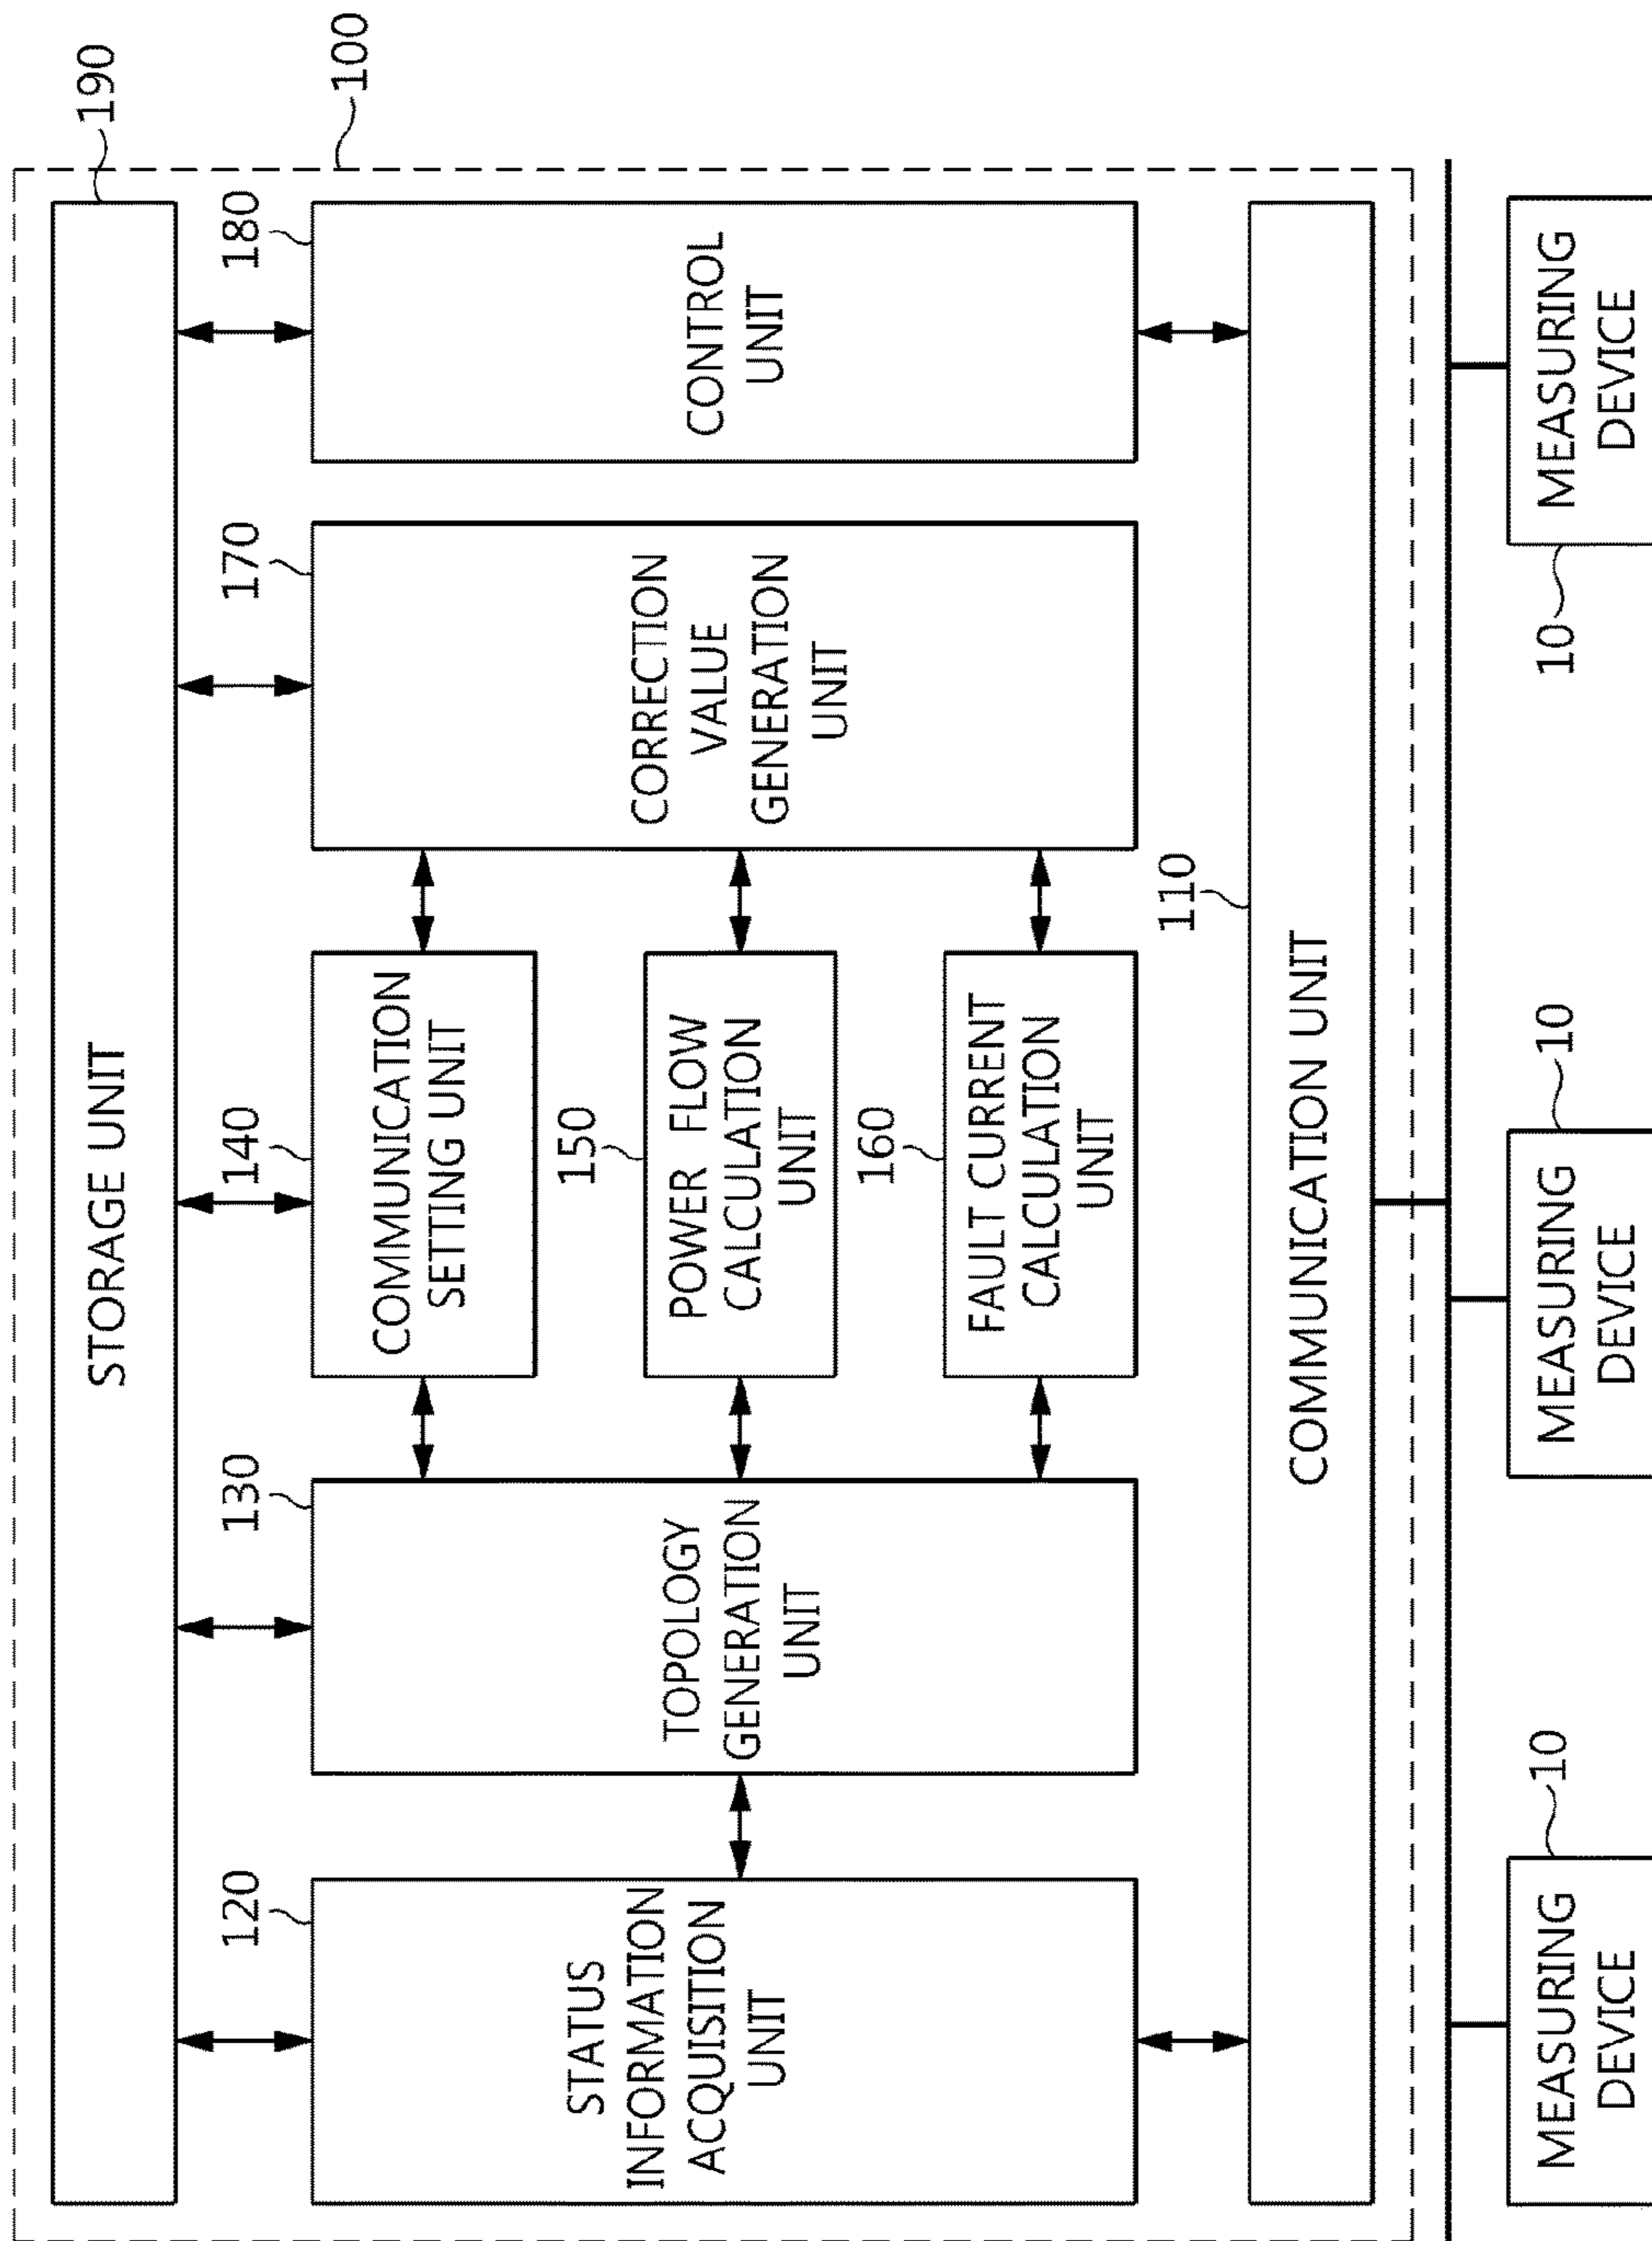 100
190
STORAGE UNIT
120
130
140
170
180
STATUS
INFORMATION
ACQUISITION
UNIT
TOPOLOGY
GENERATION
UNIT
COMMUNICATION
SETTING UNIT
150
POWER FLOW
CALCULATION
UNIT
160
FAULT CURRENT
CALCULATION
UNIT
CORRECTION
VALUE
GENERATION
UNIT
CONTROL
UNIT
110
COMMUNICATION UNIT
10
MEASURING
DEVICE
10
MEASURING
DEVICE
10
MEASURING
DEVICE